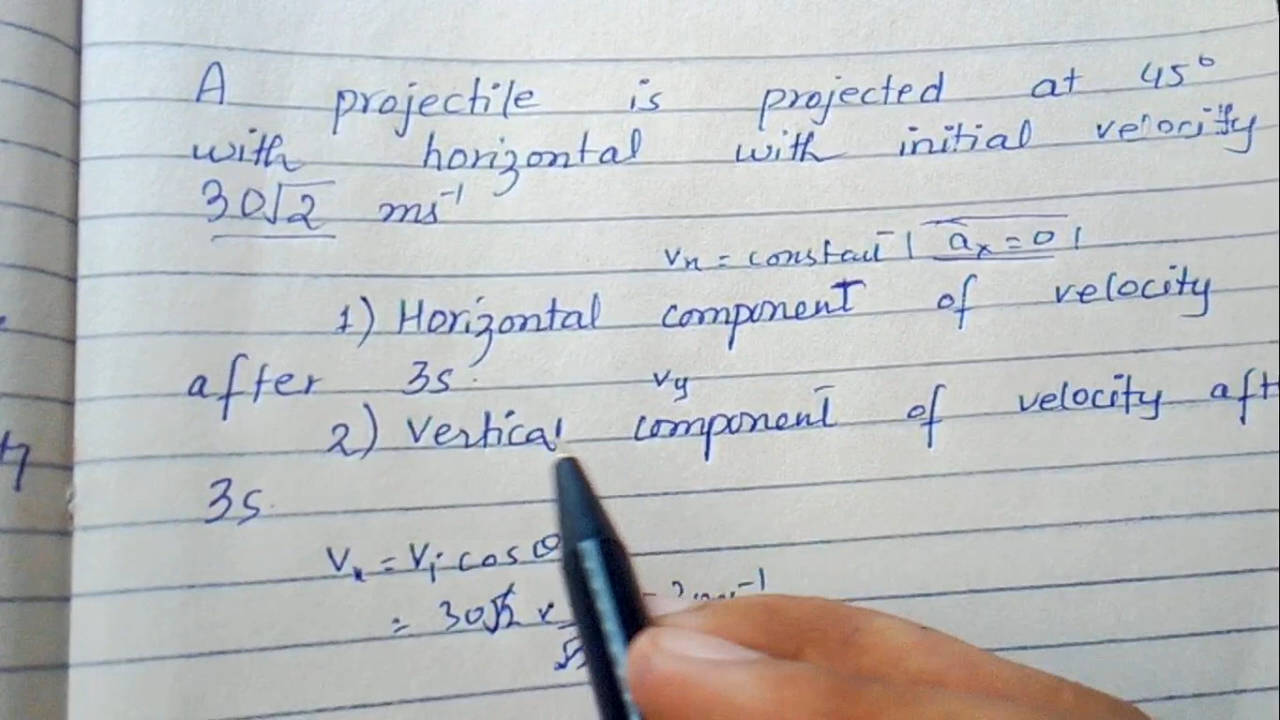 A projectile is projected at 45°
with horizontal with initial velocity
30√2 ms⁻¹
vx = constant | ax = 0 |
1) Horizontal component of velocity
after 3s.
vy
2) Vertical component of velocity aft
3s.
Vx = Vi cos θ
= 30√2 ×